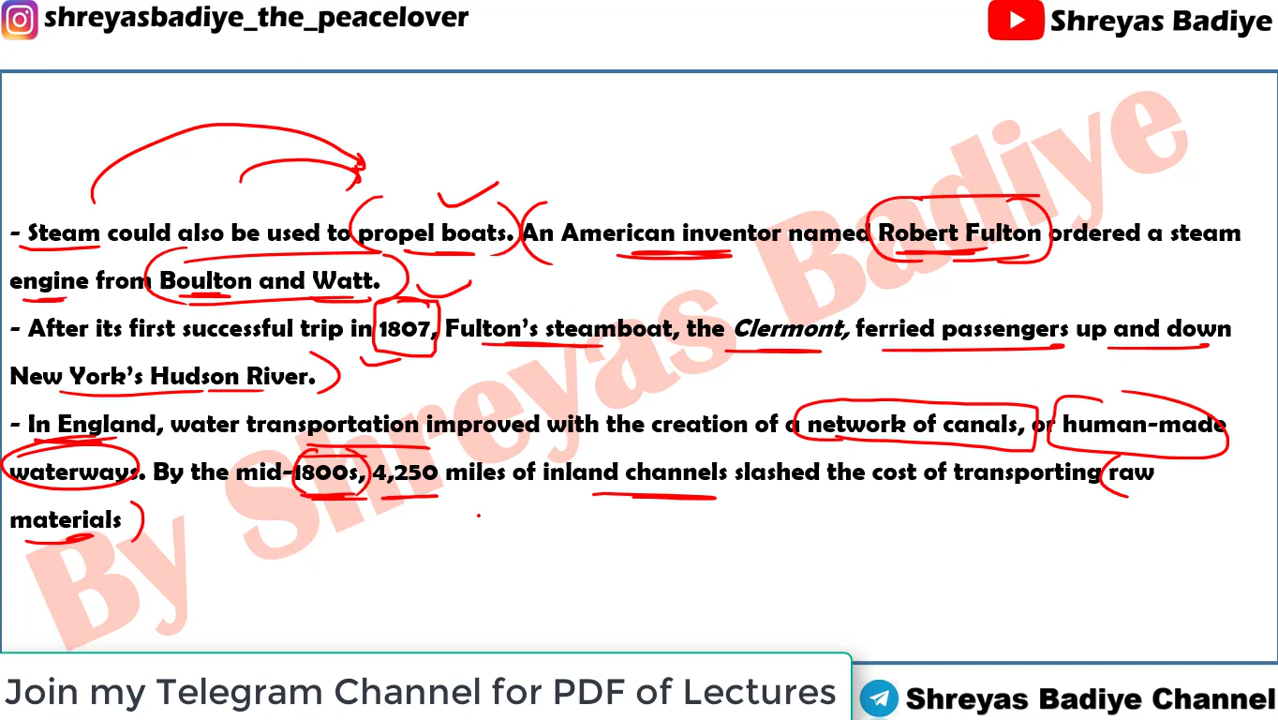 shreyasbadiye_the_peacelover
Shreyas Badiye
- Steam could also be used to propel boats. An American inventor named Robert Fulton ordered a steam
engine from Boulton and Watt.
- After its first successful trip in 1807, Fulton's steamboat, the Clermont, ferried passengers up and down
New York's Hudson River.
- In England, water transportation improved with the creation of a network of canals, or human-made
waterways. By the mid-1800s, 4,250 miles of inland channels slashed the cost of transporting raw
materials
By Shreyas Badiye
Join my Telegram Channel for PDF of Lectures
Shreyas Badiye Channel